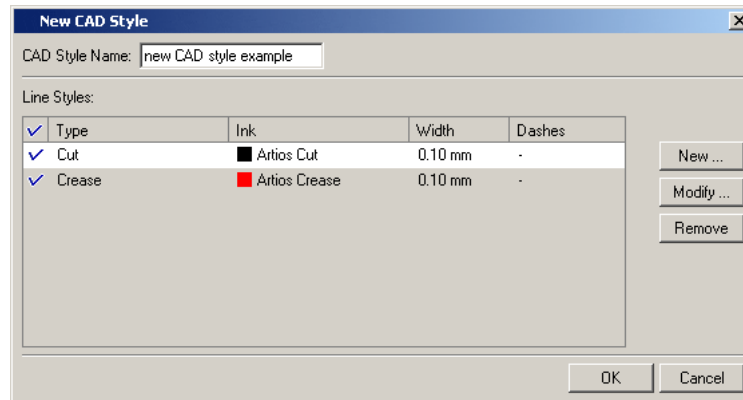 New CAD Style
CAD Style Name: new CAD style example
Line Styles:
Type Ink Width Dashes
Cut Artios Cut 0.10 mm -
Crease Artios Crease 0.10 mm -
New ...
Modify ...
Remove
OK Cancel